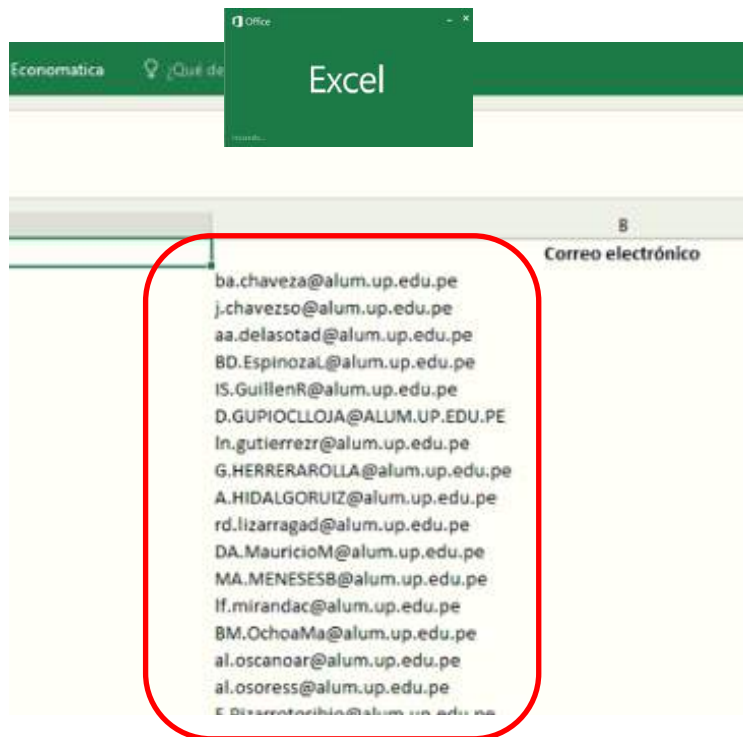 Office
Excel
Iniciando...
Economatica
¿Qué de
B
Correo electrónico
ba.chaveza@alum.up.edu.pe
j.chavezso@alum.up.edu.pe
aa.delasotad@alum.up.edu.pe
BD.EspinozaL@alum.up.edu.pe
IS.GuillenR@alum.up.edu.pe
D.GUPIOCLLOJA@ALUM.UP.EDU.PE
ln.gutierrezr@alum.up.edu.pe
G.HERRERAROLLA@alum.up.edu.pe
A.HIDALGORUIZ@alum.up.edu.pe
rd.lizarragad@alum.up.edu.pe
DA.MauricioM@alum.up.edu.pe
MA.MENESESB@alum.up.edu.pe
lf.mirandac@alum.up.edu.pe
BM.OchoaMa@alum.up.edu.pe
al.oscanoar@alum.up.edu.pe
al.osoress@alum.up.edu.pe